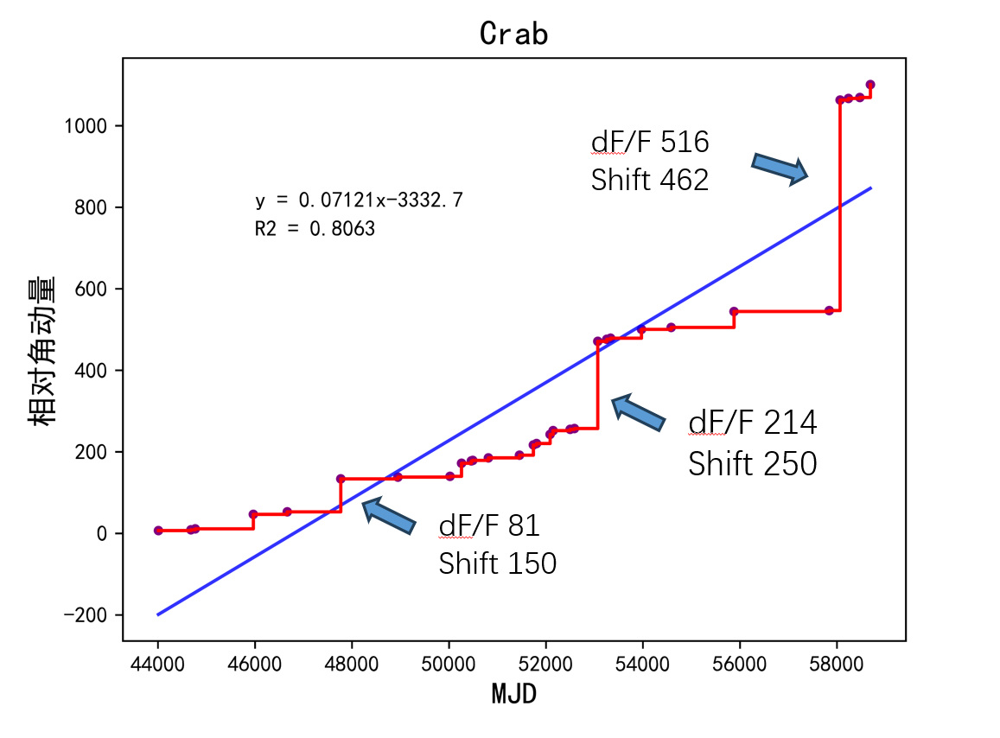 Crab
1000
800
600
400
200
0
−200
相对角动量
y = 0.07121x-3332.7
R2 = 0.8063
dF/F 516
Shift 462
dF/F 214
Shift 250
dF/F 81
Shift 150
44000 46000 48000 50000 52000 54000 56000 58000
MJD